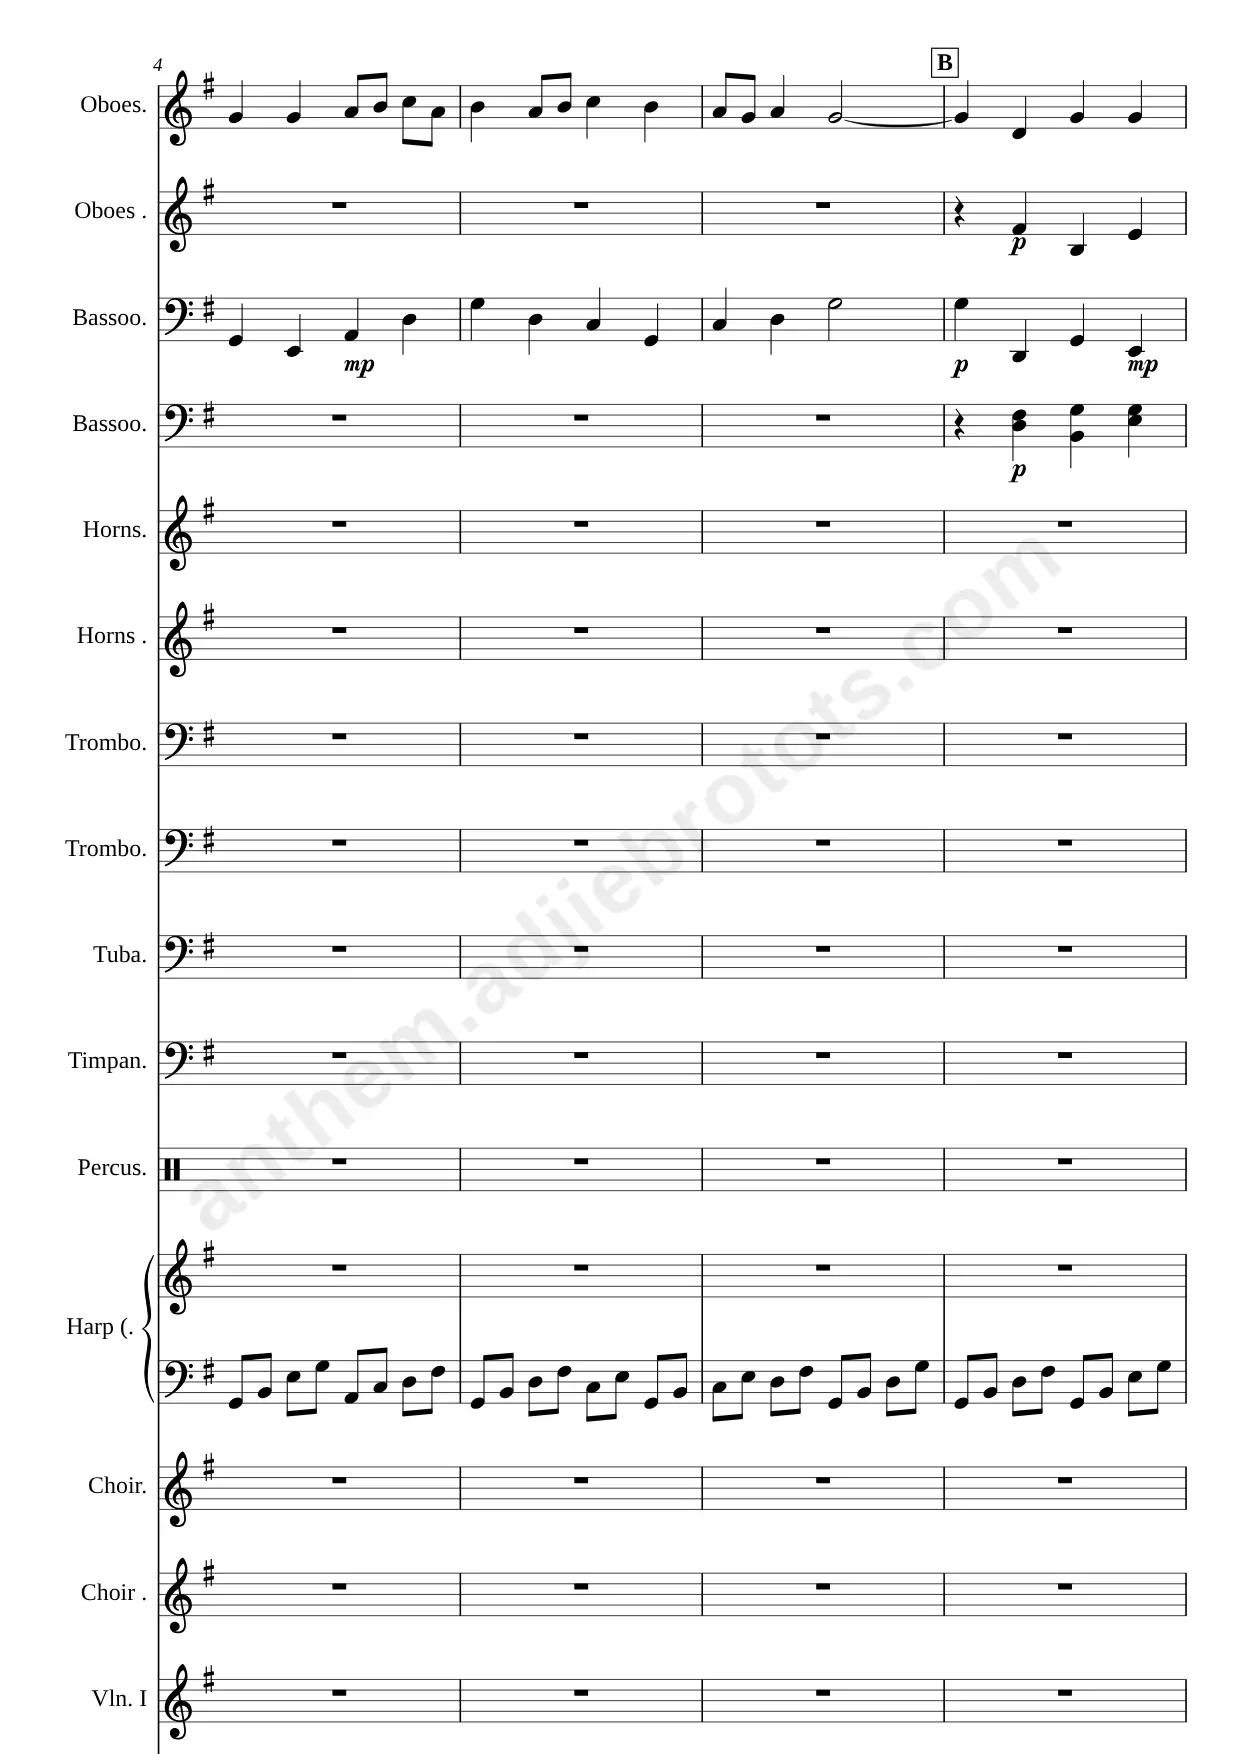 4
B
Oboes.
Oboes .
Bassoo.
mp
p
mp
Bassoo.
p
p
Horns.
Horns .
Trombo.
Trombo.
Tuba.
Timpan.
Percus.
Harp (.
Choir.
Choir .
Vln. I
anthem.adjiebrotots.com